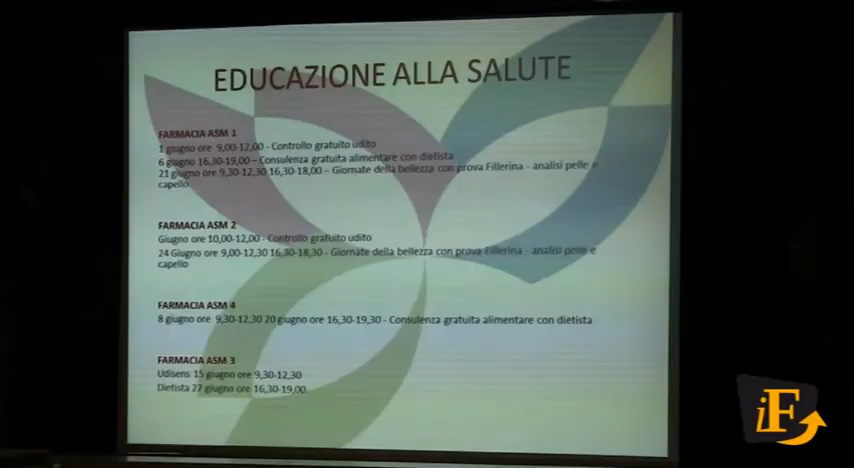 EDUCAZIONE ALLA SALUTE
FARMACIA ASM 1
1 giugno ore 9,00-12,00 - Controllo gratuito udito
6 giugno 16,30-19,00 – Consulenza gratuita alimentare con dietista
21 giugno ore 9,30-12,30 16,30-18,00 – Giornate della bellezza con prova Fillerina - analisi pelle e
capello
FARMACIA ASM 2
Giugno ore 10,00-12,00 - Controllo gratuito udito
24 Giugno ore 9,00-12,30 16,30-18,30 - Giornate della bellezza con prova Fillerina - analisi pelle e
capello
FARMACIA ASM 4
8 giugno ore 9,30-12,30 20 giugno ore 16,30-19,30 - Consulenza gratuita alimentare con dietista
FARMACIA ASM 3
Udisens 15 giugno ore 9,30-12,30
Dietista 27 giugno ore 16,30-19,00
iF